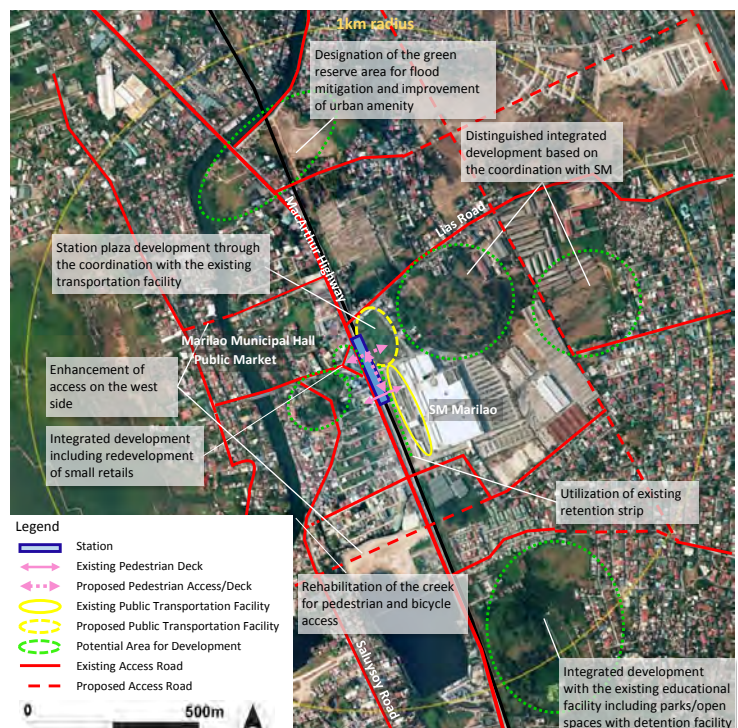 1km radius
Designation of the green
reserve area for flood
mitigation and improvement
of urban amenity
Distinguished integrated
development based on
the coordination with SM
MacArthur Highway
Lias Road
Station plaza development through
the coordination with the existing
transportation facility
Marilao Municipal Hall
Public Market
Enhancement of
access on the west
side
SM Marilao
Integrated development
including redevelopment
of small retails
Utilization of existing
retention strip
Legend
Station
Existing Pedestrian Deck
Proposed Pedestrian Access/Deck
Existing Public Transportation Facility
Proposed Public Transportation Facility
Potential Area for Development
Existing Access Road
Proposed Access Road
0 500m
Rehabilitation of the creek
for pedestrian and bicycle
access
Saluysoy Road
Integrated development
with the existing educational
facility including parks/open
spaces with detention facility